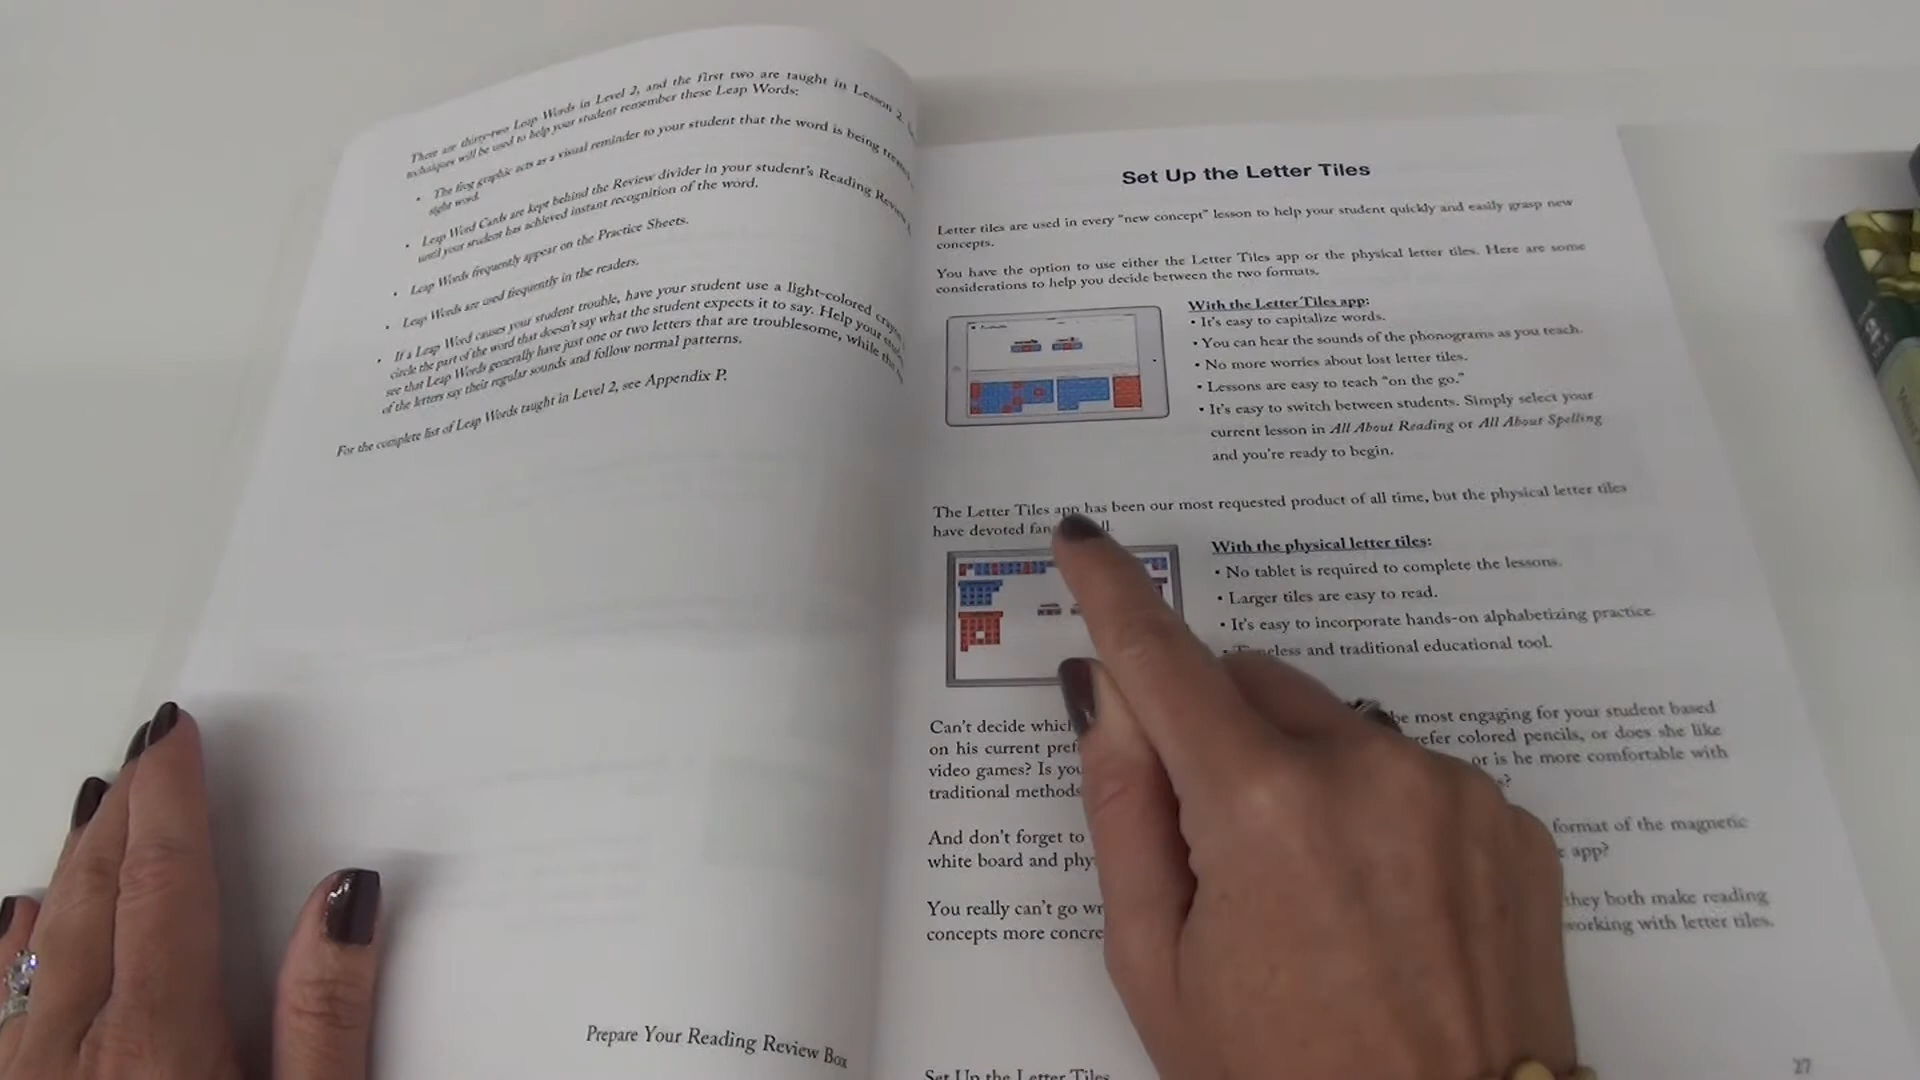 There are thirty-two Leap Words in Level 2, and the first two are taught in Lesson 2.
techniques will be used to help your student remember these Leap Words:
• The frog graphic acts as a visual reminder to your student that the word is being
sight word.
• Leap Word Cards are kept behind the Review divider in your student's Reading Review
until your student has achieved instant recognition of the word.
• Leap Words frequently appear on the Practice Sheets.
• Leap Words are used frequently in the readers.
• If a Leap Word causes your student trouble, have your student use a light-colored
circle the part of the word that doesn't say what the student expects it to say. Help your
see that Leap Words generally have just one or two letters that are troublesome, while the
of the letters say their regular sounds and follow normal patterns.
For the complete list of Leap Words taught in Level 2, see Appendix P.
Prepare Your Reading Review Box
Set Up the Letter Tiles
Letter tiles are used in every “new concept” lesson to help your student quickly and easily grasp new
concepts.
You have the option to use either the Letter Tiles app or the physical letter tiles. Here are some
considerations to help you decide between the two formats.
With the Letter Tiles app:
• It's easy to capitalize words.
• You can hear the sounds of the phonograms as you teach.
• No more worries about lost letter tiles.
• Lessons are easy to teach “on the go.”
• It's easy to switch between students. Simply select your
current lesson in All About Reading or All About Spelling
and you're ready to begin.
The Letter Tiles app has been our most requested product of all time, but the physical letter tiles
have devoted
With the physical letter tiles:
• No tablet is required to complete the lessons.
• Larger tiles are easy to read.
• It's easy to incorporate hands-on alphabetizing practice.
• Timeless and traditional educational tool.
Can't decide which be most engaging for your student based
on his current colored pencils, or does she like
video games? Is or is he more comfortable with
traditional methods
And don't forget to format of the magnetic
white board and app?
You really can't go they both make reading
concepts more working with letter tiles.
Set Up the Letter Tiles
27